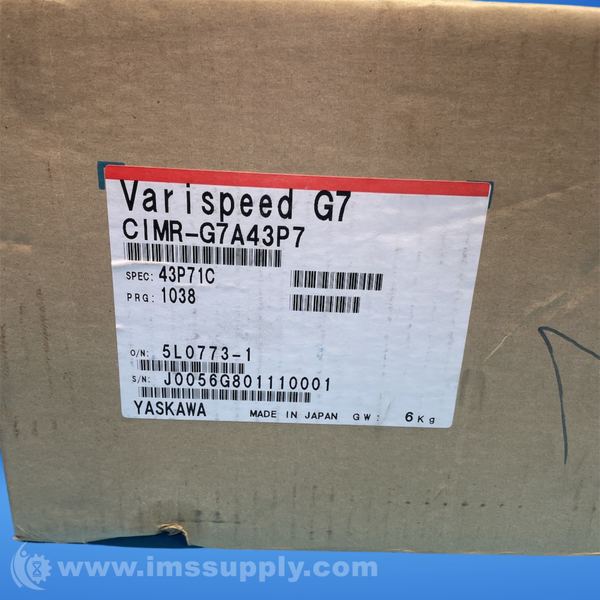 Varispeed G7
CIMR-G7A43P7
SPEC: 43P71C
PRG: 1038
O/N: 5L0773-1
S/N: J0056G801110001
YASKAWA MADE IN JAPAN GW: 6Kg
www.imssupply.com